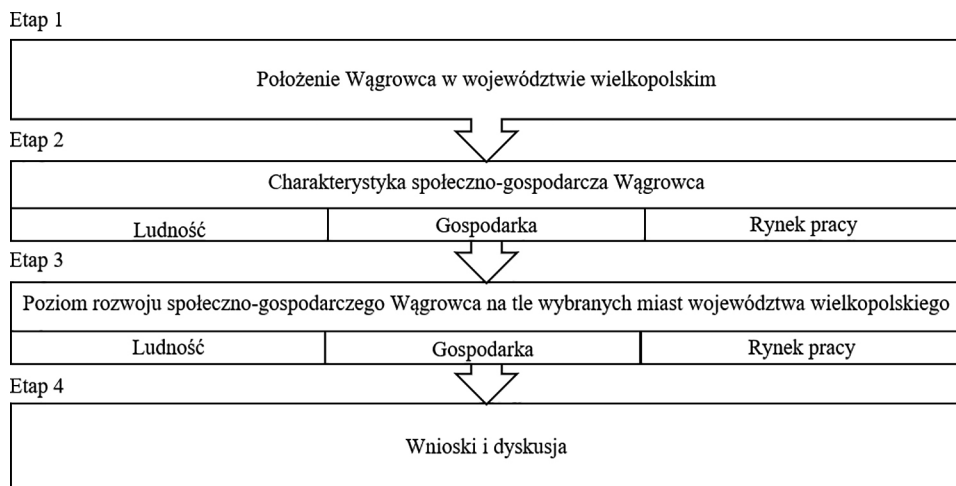 Etap 1
Położenie Wągrowca w województwie wielkopolskim
Etap 2
Charakterystyka społeczno-gospodarcza Wągrowca
Ludność
Gospodarka
Rynek pracy
Etap 3
Poziom rozwoju społeczno-gospodarczego Wągrowca na tle wybranych miast województwa wielkopolskiego
Ludność
Gospodarka
Rynek pracy
Etap 4
Wnioski i dyskusja